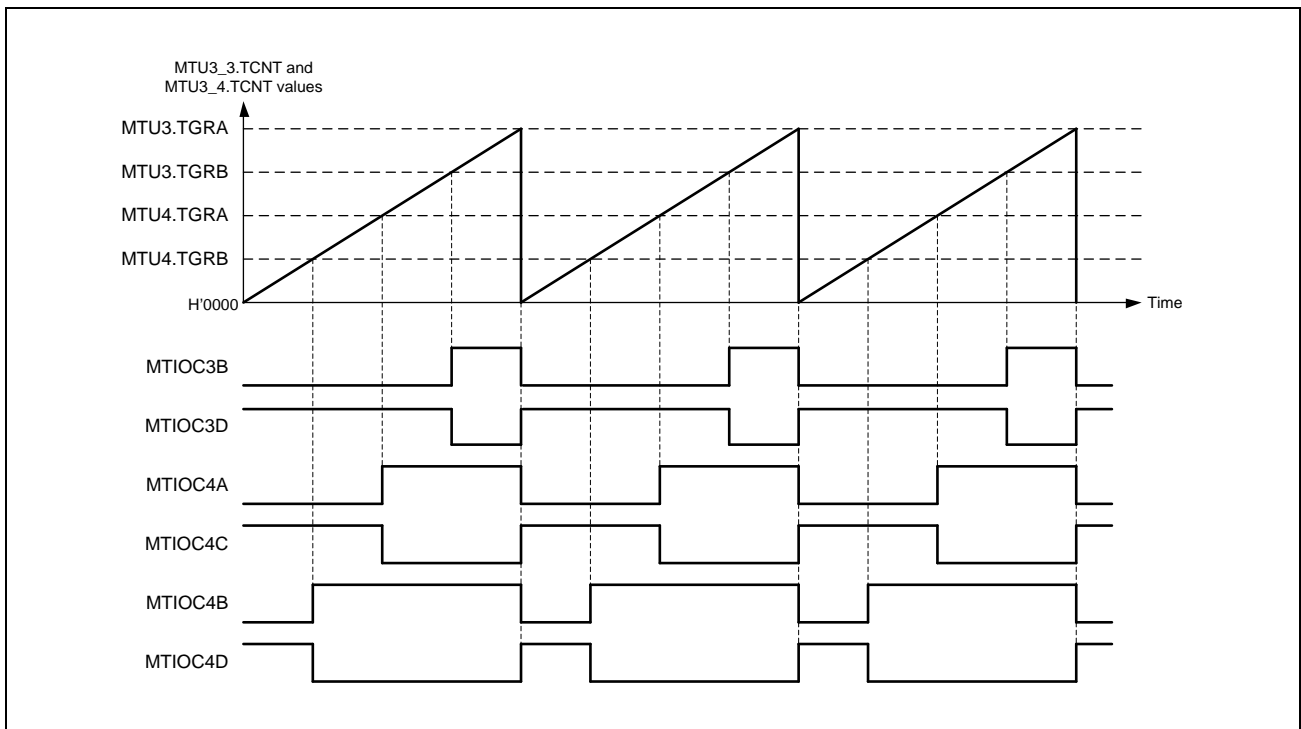 MTU3_3.TCNT and
MTU3_4.TCNT values
MTU3.TGRA
MTU3.TGRB
MTU4.TGRA
MTU4.TGRB
H'0000
Time
MTIOC3B
MTIOC3D
MTIOC4A
MTIOC4C
MTIOC4B
MTIOC4D